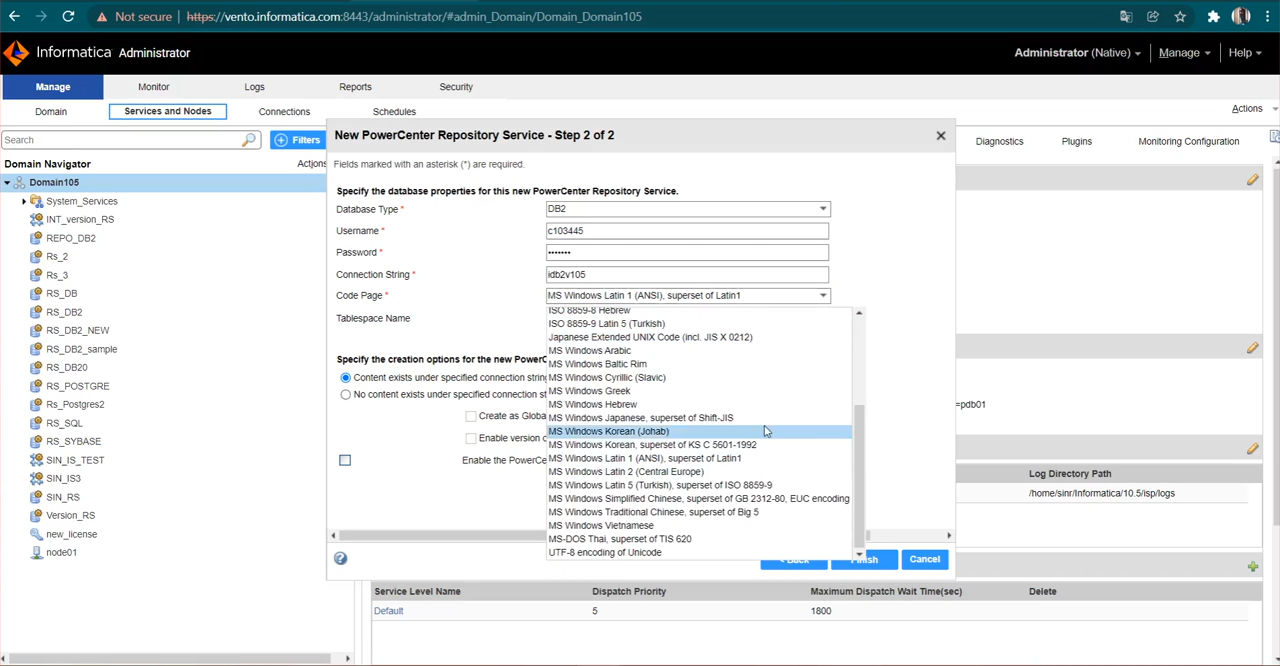 Not secure https://vento.informatica.com:8443/administrator/#admin_Domain/Domain_Domain105
Informatica Administrator
Administrator (Native) Manage Help
Manage Monitor Logs Reports Security
Domain Services and Nodes Connections Schedules
Actions
Search
Filters
Domain Navigator
Actions
Domain105
System_Services
INT_version_RS
REPO_DB2
Rs_2
Rs_3
RS_DB
RS_DB2
RS_DB2_NEW
RS_DB2_sample
RS_DB20
RS_POSTGRE
Rs_Postgres2
RS_SQL
RS_SYBASE
SIN_IS_TEST
SIN_IS3
SIN_RS
Version_RS
new_license
node01
New PowerCenter Repository Service - Step 2 of 2
Fields marked with an asterisk (*) are required.
Specify the database properties for this new PowerCenter Repository Service.
Database Type * DB2
Username * c103445
Password * •••••••
Connection String * idb2v105
Code Page * MS Windows Latin 1 (ANSI), superset of Latin1
Tablespace Name
Specify the creation options for the new PowerC
Content exists under specified connection string
No content exists under specified connection st
Create as Globa
Enable version c
Enable the PowerCe
ISO 8859-8 Hebrew
ISO 8859-9 Latin 5 (Turkish)
Japanese Extended UNIX Code (incl. JIS X 0212)
MS Windows Arabic
MS Windows Baltic Rim
MS Windows Cyrillic (Slavic)
MS Windows Greek
MS Windows Hebrew
MS Windows Japanese, superset of Shift-JIS
MS Windows Korean (Johab)
MS Windows Korean, superset of KS C 5601-1992
MS Windows Latin 1 (ANSI), superset of Latin1
MS Windows Latin 2 (Central Europe)
MS Windows Latin 5 (Turkish), superset of ISO 8859-9
MS Windows Simplified Chinese, superset of GB 2312-80, EUC encoding
MS Windows Traditional Chinese, superset of Big 5
MS Windows Vietnamese
MS-DOS Thai, superset of TIS 620
UTF-8 encoding of Unicode
< Back Finish Cancel
Diagnostics Plugins Monitoring Configuration
=pdb01
Log Directory Path
/home/sinr/Informatica/10.5/isp/logs
Service Level Name Dispatch Priority Maximum Dispatch Wait Time(sec) Delete
Default 5 1800